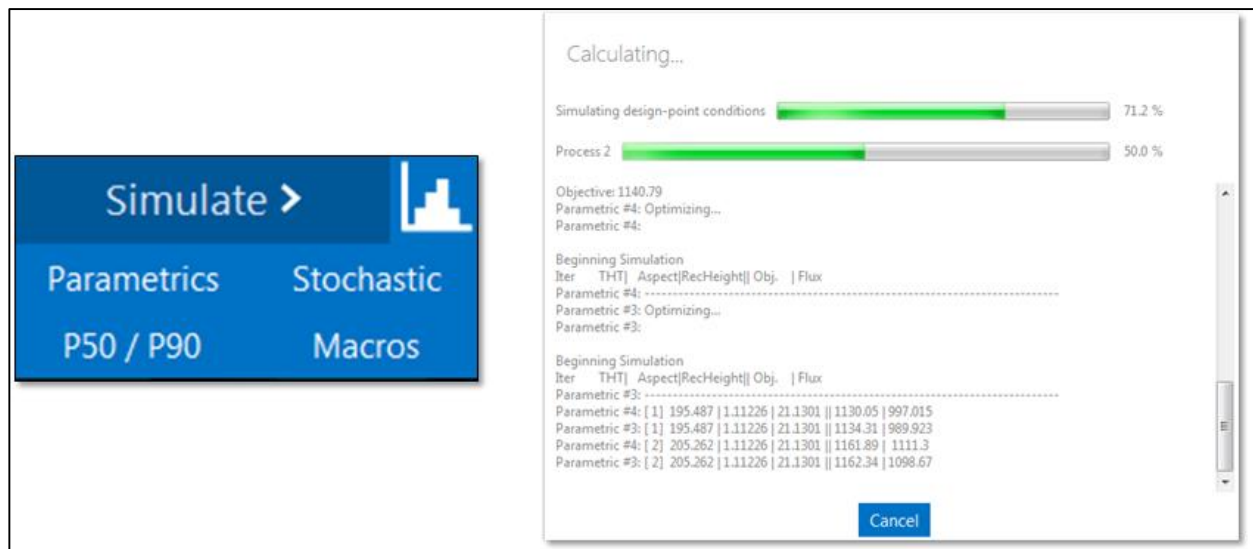 Simulate >
Parametrics Stochastic
P50 / P90 Macros
Calculating...
Simulating design-point conditions 71.2 %
Process 2 50.0 %
Objective: 1140.79
Parametric #4: Optimizing...
Parametric #4:
Beginning Simulation
Iter THT| Aspect|RecHeight|| Obj. | Flux
Parametric #4: ------------------------------------------------------------------------
Parametric #3: Optimizing...
Parametric #3:
Beginning Simulation
Iter THT| Aspect|RecHeight|| Obj. | Flux
Parametric #3: ------------------------------------------------------------------------
Parametric #4: [ 1] 195.487 | 1.11226 | 21.1301 || 1130.05 | 997.015
Parametric #3: [ 1] 195.487 | 1.11226 | 21.1301 || 1134.31 | 989.923
Parametric #4: [ 2] 205.262 | 1.11226 | 21.1301 || 1161.89 | 1111.3
Parametric #3: [ 2] 205.262 | 1.11226 | 21.1301 || 1162.34 | 1098.67
Cancel